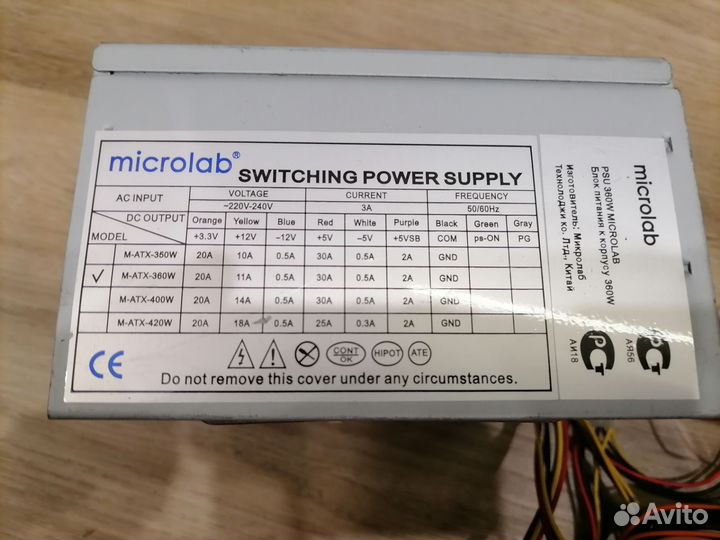 microlab® SWITCHING POWER SUPPLY
AC INPUT VOLTAGE CURRENT FREQUENCY
~220V-240V 3A 50/60Hz
DC OUTPUT Orange Yellow Blue Red White Purple Black Green Gray
MODEL +3.3V +12V -12V +5V -5V +5VSB COM ps-ON PG
M-ATX-350W 20A 10A 0.5A 30A 0.5A 2A GND
✓ M-ATX-360W 20A 11A 0.5A 30A 0.5A 2A GND
M-ATX-400W 20A 14A 0.5A 30A 0.5A 2A GND
M-ATX-420W 20A 18A 0.5A 25A 0.3A 2A GND
CE CONT OK HIPOT ATE
Do not remove this cover under any circumstances.
microlab
PSU 360W MICROLAB
Блок питания к корпусу 360W
Изготовитель: Микролаб
Технолоджи ко. Лтд., Китай
РСТ
АЯ56
РСТ
АИ18
Avito